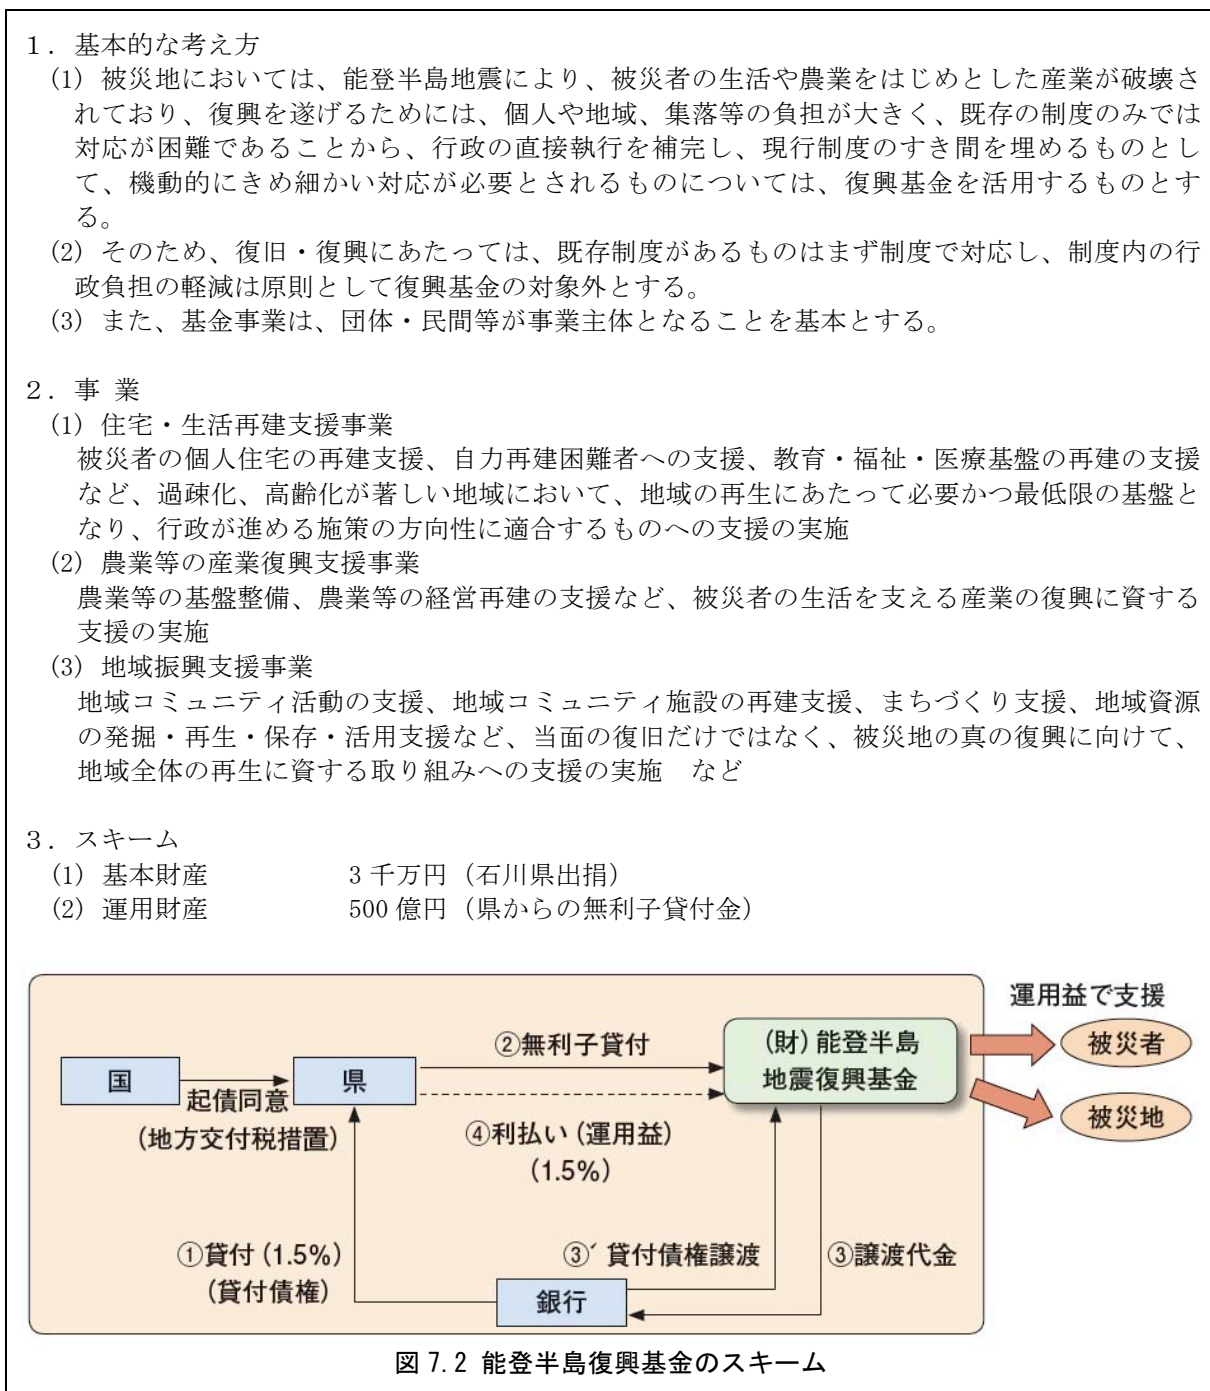 1. 基本的な考え方
(1) 被災地においては、能登半島地震により、被災者の生活や農業をはじめとした産業が破壊さ
れており、復興を遂げるためには、個人や地域、集落等の負担が大きく、既存の制度のみでは
対応が困難であることから、行政の直接執行を補完し、現行制度のすき間を埋めるものとし
て、機動的にきめ細かい対応が必要とされるものについては、復興基金を活用するものとす
る。
(2) そのため、復旧・復興にあたっては、既存制度があるものはまず制度で対応し、制度内の行
政負担の軽減は原則として復興基金の対象外とする。
(3) また、基金事業は、団体・民間等が事業主体となることを基本とする。
2. 事 業
(1) 住宅・生活再建支援事業
被災者の個人住宅の再建支援、自力再建困難者への支援、教育・福祉・医療基盤の再建の支援
など、過疎化、高齢化が著しい地域において、地域の再生にあたって必要かつ最低限の基盤と
なり、行政が進める施策の方向性に適合するものへの支援の実施
(2) 農業等の産業復興支援事業
農業等の基盤整備、農業等の経営再建の支援など、被災者の生活を支える産業の復興に資する
支援の実施
(3) 地域振興支援事業
地域コミュニティ活動の支援、地域コミュニティ施設の再建支援、まちづくり支援、地域資源
の発掘・再生・保存・活用支援など、当面の復旧だけではなく、被災地の真の復興に向けて、
地域全体の再生に資する取り組みへの支援の実施 など
3. スキーム
(1) 基本財産 3千万円(石川県出捐)
(2) 運用財産 500億円(県からの無利子貸付金)
運用益で支援
国
起債同意
(地方交付税措置)
県
②無利子貸付
④利払い(運用益)
(1.5%)
(財)能登半島
地震復興基金
被災者
被災地
①貸付(1.5%)
(貸付債権)
③´貸付債権譲渡
③譲渡代金
銀行
図 7.2 能登半島復興基金のスキーム